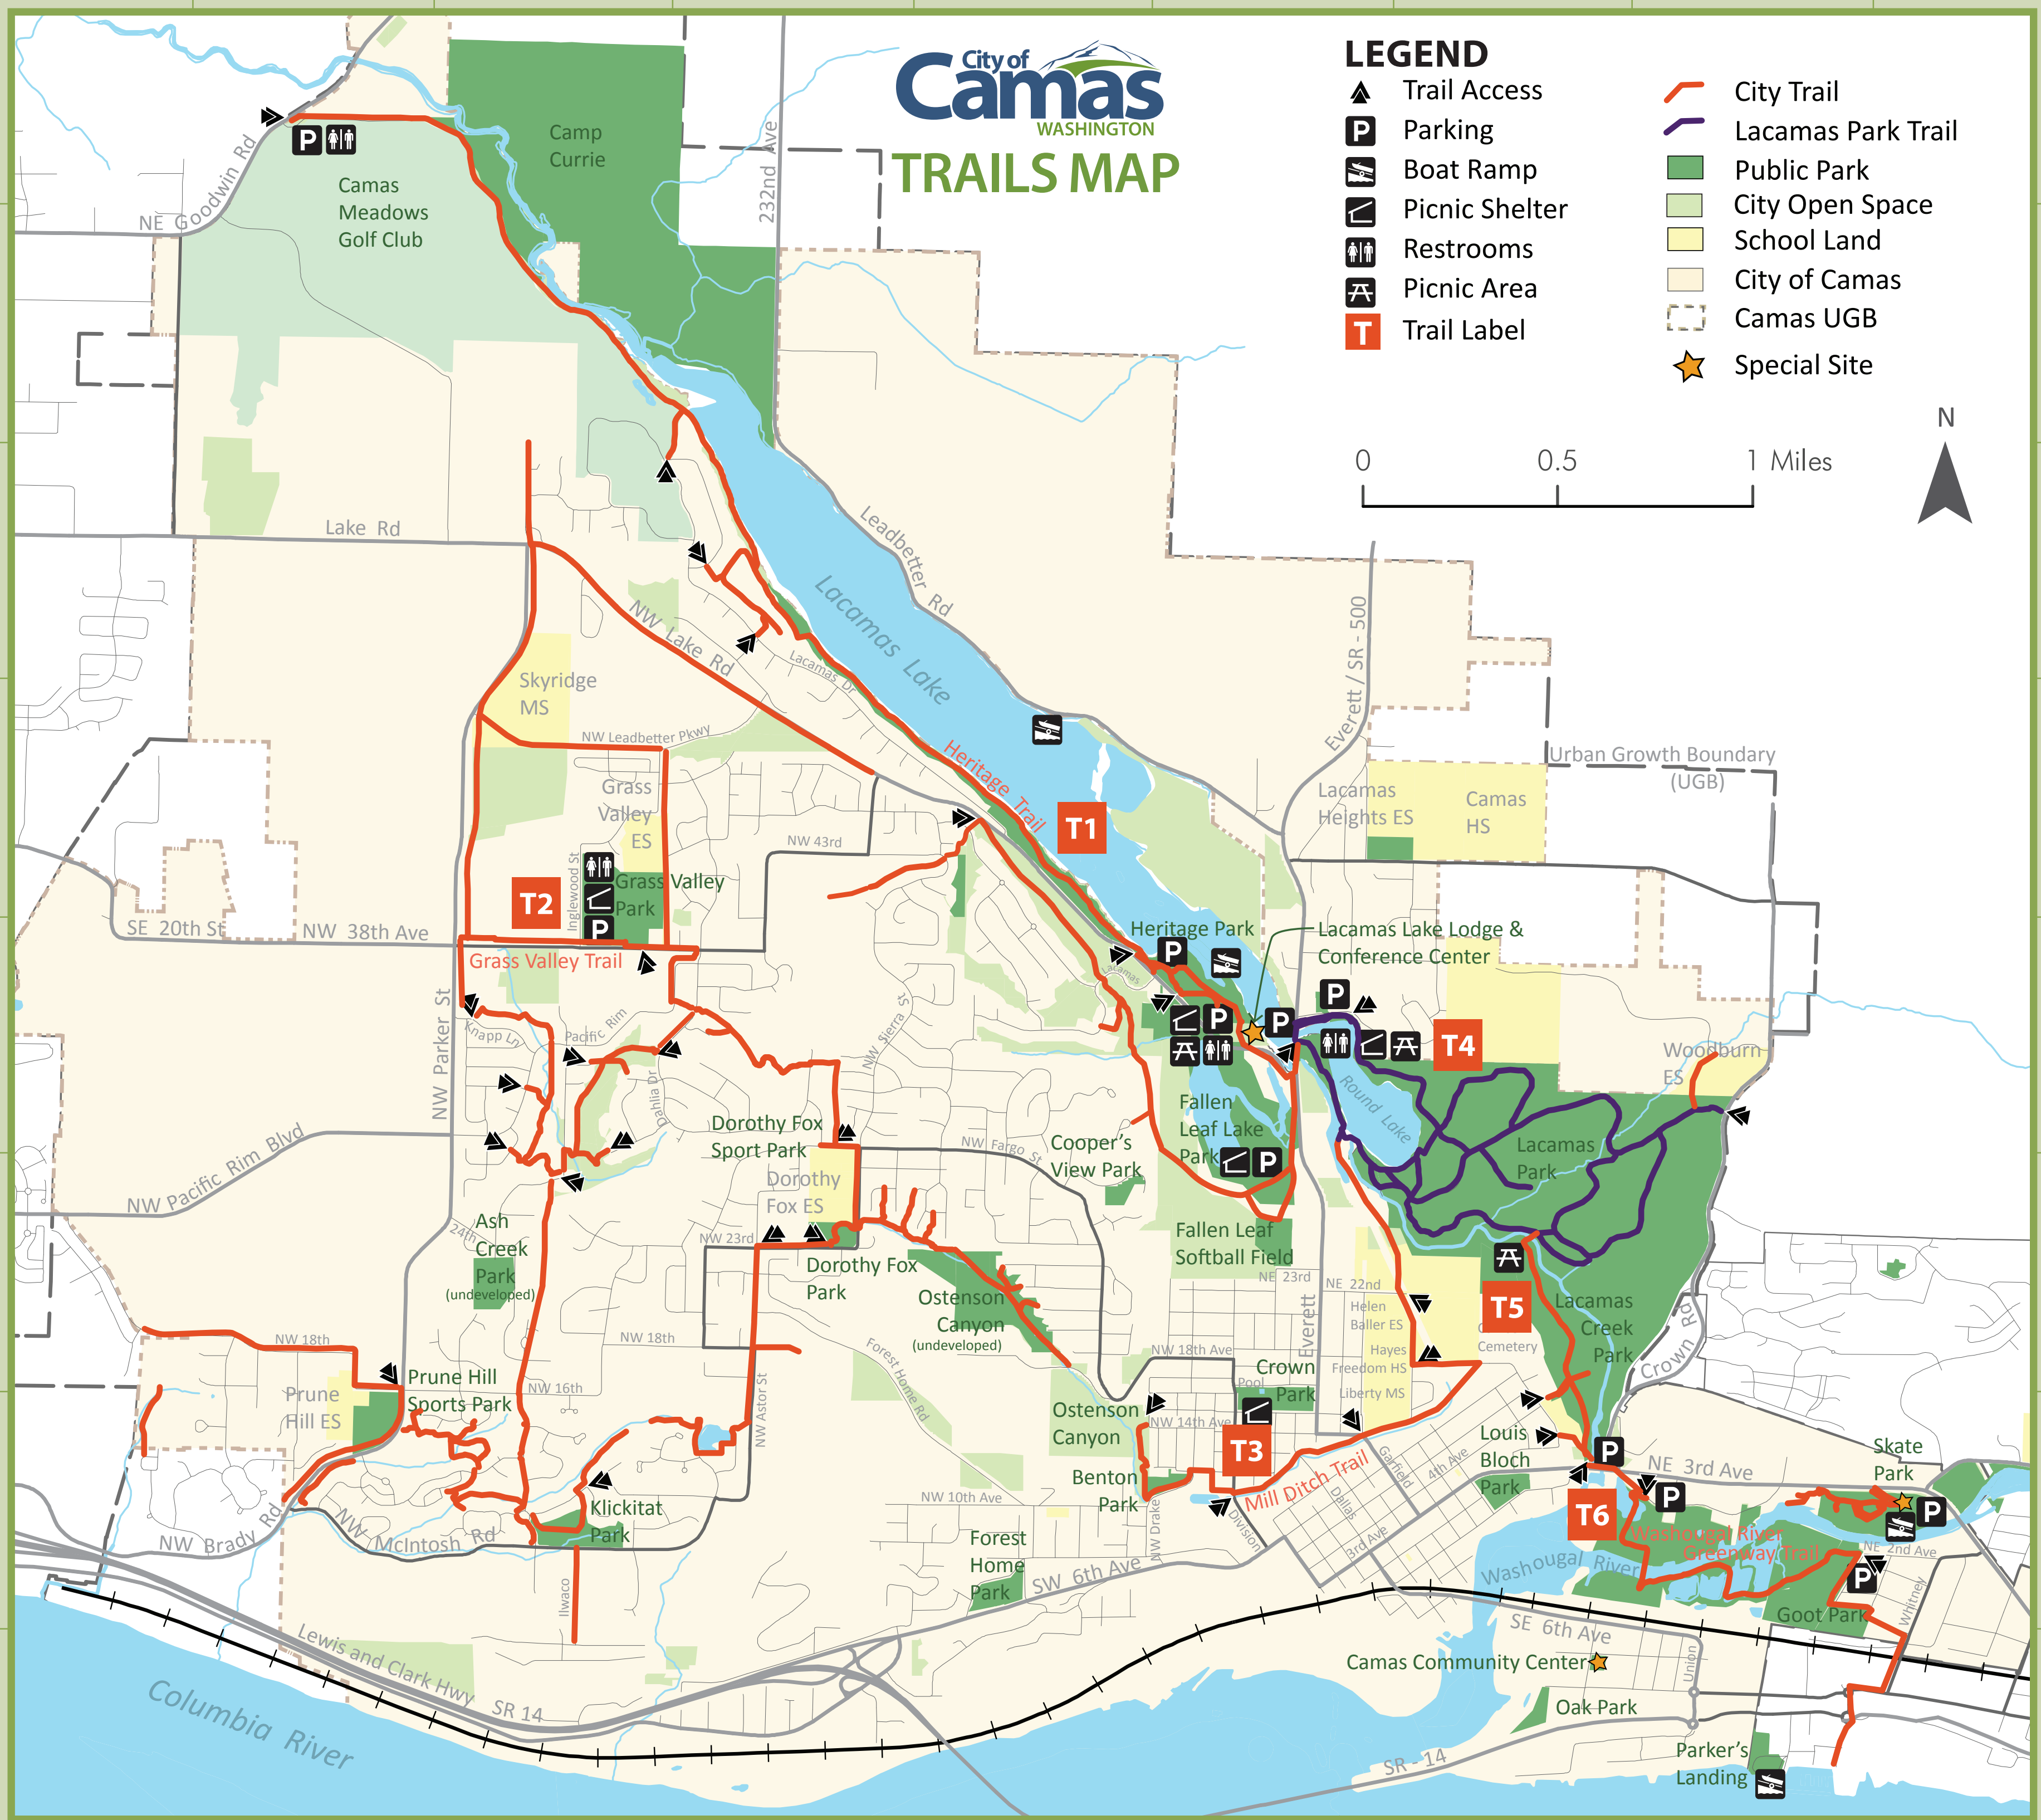 City of
Camas
WASHINGTON
TRAILS MAP
LEGEND
Trail Access
P Parking
Boat Ramp
Picnic Shelter
Restrooms
Picnic Area
T Trail Label
City Trail
Lacamas Park Trail
Public Park
City Open Space
School Land
City of Camas
Camas UGB
Special Site
N
0 0.5 1 Miles
Camp
Currie
P
Camas
Meadows
Golf Club
NE Goodwin Rd
232nd Ave
Lake Rd
Leadbetter Rd
Lacamas Lake
NW Lake Rd
Lacamas Dr
Skyridge
MS
NW Leadbetter Pkwy
Heritage Trail
T1
Everett / SR - 500
Urban Growth Boundary
(UGB)
Lacamas
Heights ES
Camas
HS
Grass
Valley
ES
NW 43rd
T2
Inglewood St
Grass Valley
Park
P
SE 20th St
NW 38th Ave
Grass Valley Trail
Heritage Park
P
Lacamas Lake Lodge &
Conference Center
Lacamas
P
P
P
T4
NW Parker St
Knapp Ln
Pacific Rim
NW Sierra St
Dahlia Dr
Woodburn
ES
Round Lake
Fallen
Leaf Lake
Park
P
Lacamas
Park
Dorothy Fox
Sport Park
Cooper's
View Park
NW Fargo St
NW Pacific Rim Blvd
Dorothy
Fox ES
24th
Ash
Creek
Park
(undeveloped)
NW 23rd
Dorothy Fox
Park
Fallen Leaf
Softball Field
NE 23rd
NE 22nd
Everett
Helen
Baller ES
T5
Lacamas
Creek
Park
Ostenson
Canyon
(undeveloped)
Hayes
Freedom HS
Liberty MS
Cemetery
Crown Rd
NW 18th
NW 18th
NW 18th Ave
Forest Home Rd
Crown
Park
Pool
Prune Hill
Sports Park
Prune
Hill ES
NW 16th
NW Astor St
Ostenson
Canyon
NW 14th Ave
T3
Mill Ditch Trail
Garfield
4th Ave
Dallas
3rd Ave
Division
Louis
Bloch
Park
P
NE 3rd Ave
Skate
Park
P
P
T6
Washougal River
Greenway Trail
NE 2nd Ave
P
Washougal River
Goot Park
Whitney
Benton
Park
NW 10th Ave
NW Drake
Klickitat
Park
NW Brady Rd
NW McIntosh Rd
Ilwaco
Forest
Home
Park
SW 6th Ave
SE 6th Ave
Union
Camas Community Center
Oak Park
Lewis and Clark Hwy
SR 14
SR - 14
Parker's
Landing
Columbia River